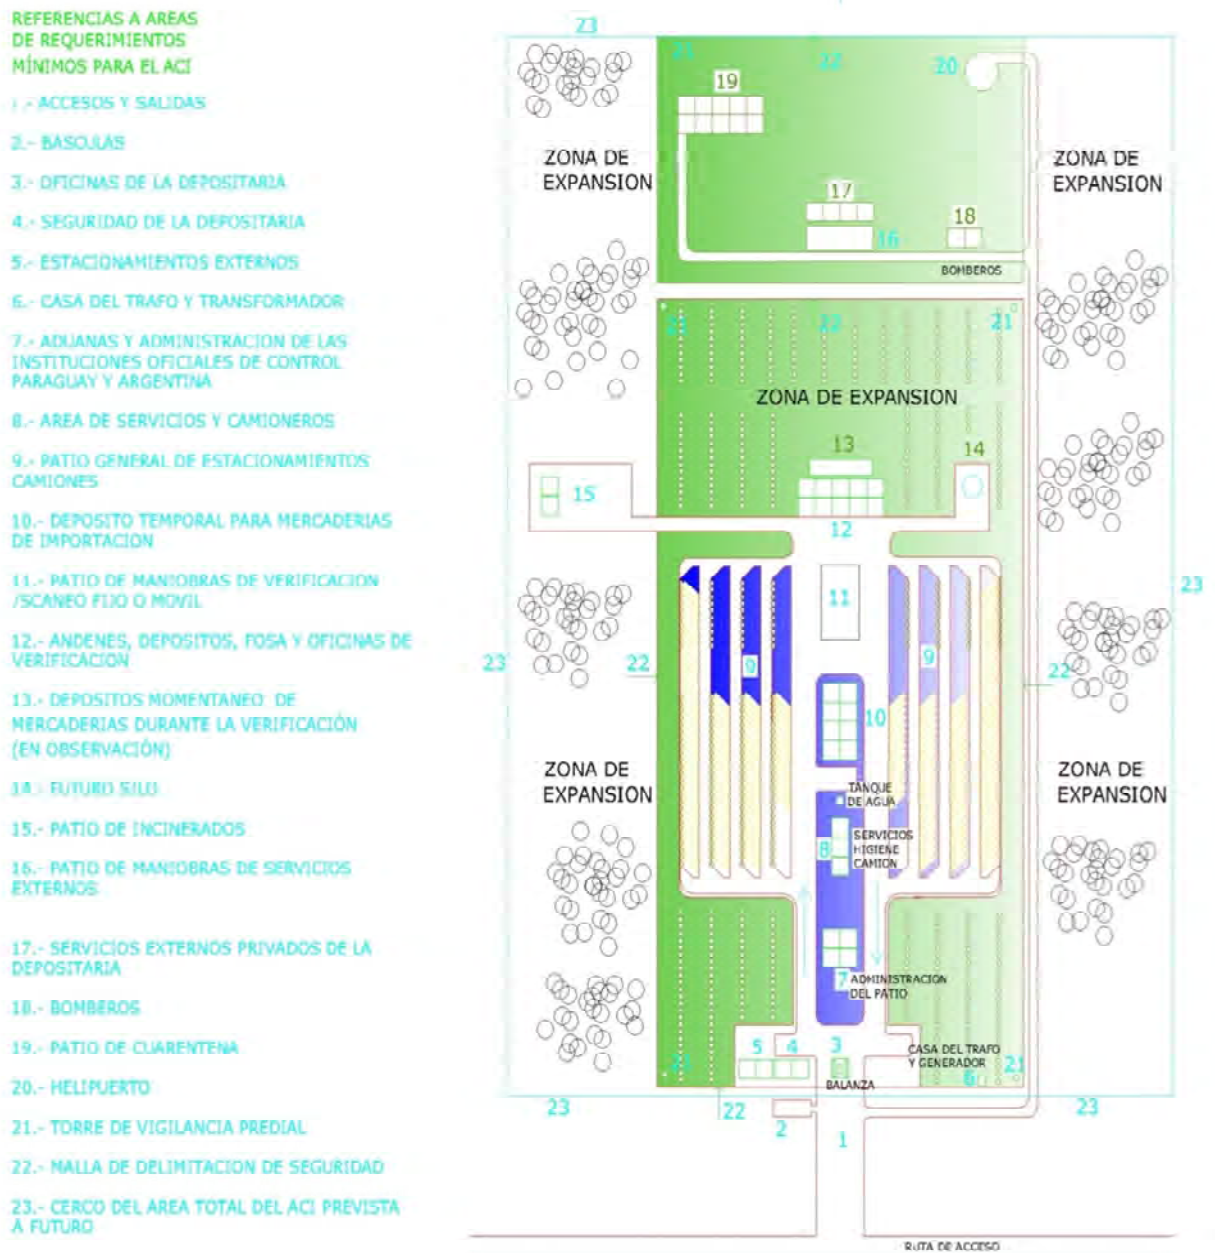 REFERENCIAS A AREAS
DE REQUERIMIENTOS
MÍNIMOS PARA EL ACI
1.- ACCESOS Y SALIDAS
2.- BASCULAS
3.- OFICINAS DE LA DEPOSITARIA
4.- SEGURIDAD DE LA DEPOSITARIA
5.- ESTACIONAMIENTOS EXTERNOS
6.- CASA DEL TRAFO Y TRANSFORMADOR
7.- ADUANAS Y ADMINISTRACION DE LAS
INSTITUCIONES OFICIALES DE CONTROL
PARAGUAY Y ARGENTINA
8.- AREA DE SERVICIOS Y CAMIONEROS
9.- PATIO GENERAL DE ESTACIONAMIENTOS
CAMIONES
10.- DEPOSITO TEMPORAL PARA MERCADERIAS
DE IMPORTACION
11.- PATIO DE MANIOBRAS DE VERIFICACION
/SCANEO FIJO O MOVIL
12.- ANDENES, DEPOSITOS, FOSA Y OFICINAS DE
VERIFICACION
13.- DEPOSITOS MOMENTANEO DE
MERCADERIAS DURANTE LA VERIFICACIÓN
(EN OBSERVACIÓN)
14.- FUTURO SILO
15.- PATIO DE INCINERADOS
16.- PATIO DE MANIOBRAS DE SERVICIOS
EXTERNOS
17.- SERVICIOS EXTERNOS PRIVADOS DE LA
DEPOSITARIA
18.- BOMBEROS
19.- PATIO DE CUARENTENA
20.- HELIPUERTO
21.- TORRE DE VIGILANCIA PREDIAL
22.- MALLA DE DELIMITACION DE SEGURIDAD
23.- CERCO DEL AREA TOTAL DEL ACI PREVISTA
A FUTURO
23
21
22
20
19
ZONA DE
EXPANSION
ZONA DE
EXPANSION
17
18
16
BOMBEROS
21
22
21
ZONA DE EXPANSION
13
14
15
12
11
23
23
22
9
9
22
10
ZONA DE
EXPANSION
ZONA DE
EXPANSION
TANQUE
DE AGUA
8
SERVICIOS
HIGIENE
CAMION
7
ADMINISTRACION
DEL PATIO
5
4
3
CASA DEL TRAFO
Y GENERADOR
21
6
21
BALANZA
23
22
2
1
23
RUTA DE ACCESO